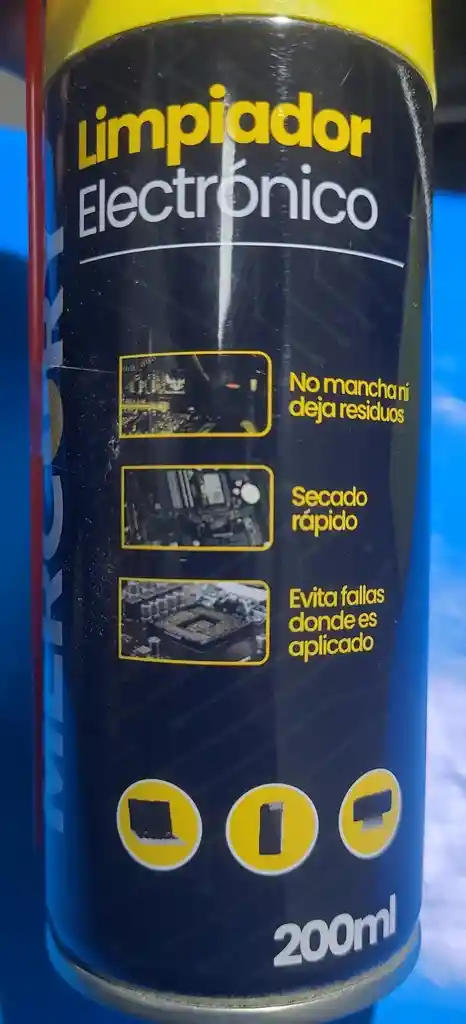 Limpiador
Electrónico
No mancha ni
deja residuos
Secado
rápido
Evita fallas
donde es
aplicado
200ml